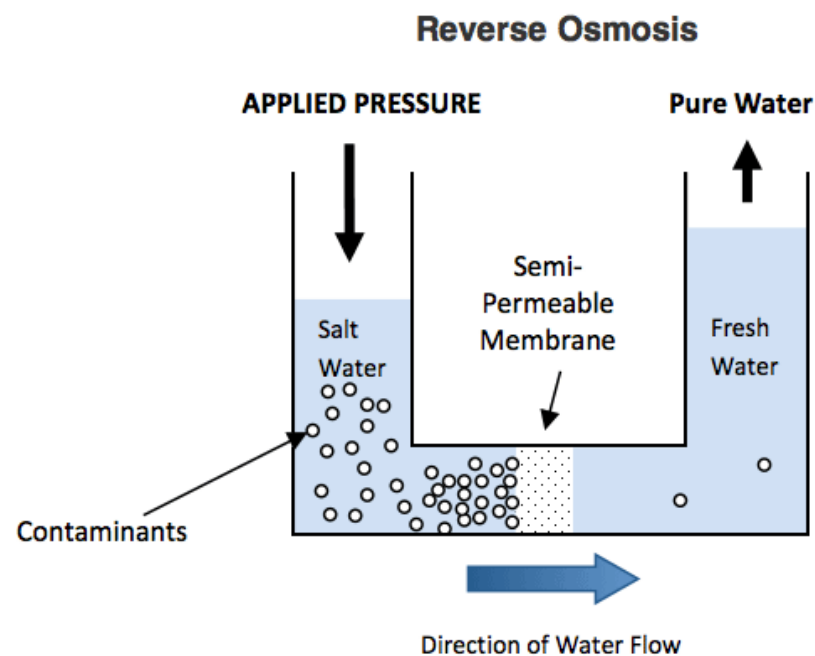 Reverse Osmosis
APPLIED PRESSURE
Pure Water
Semi-
Permeable
Membrane
Salt
Water
Fresh
Water
Contaminants
Direction of Water Flow